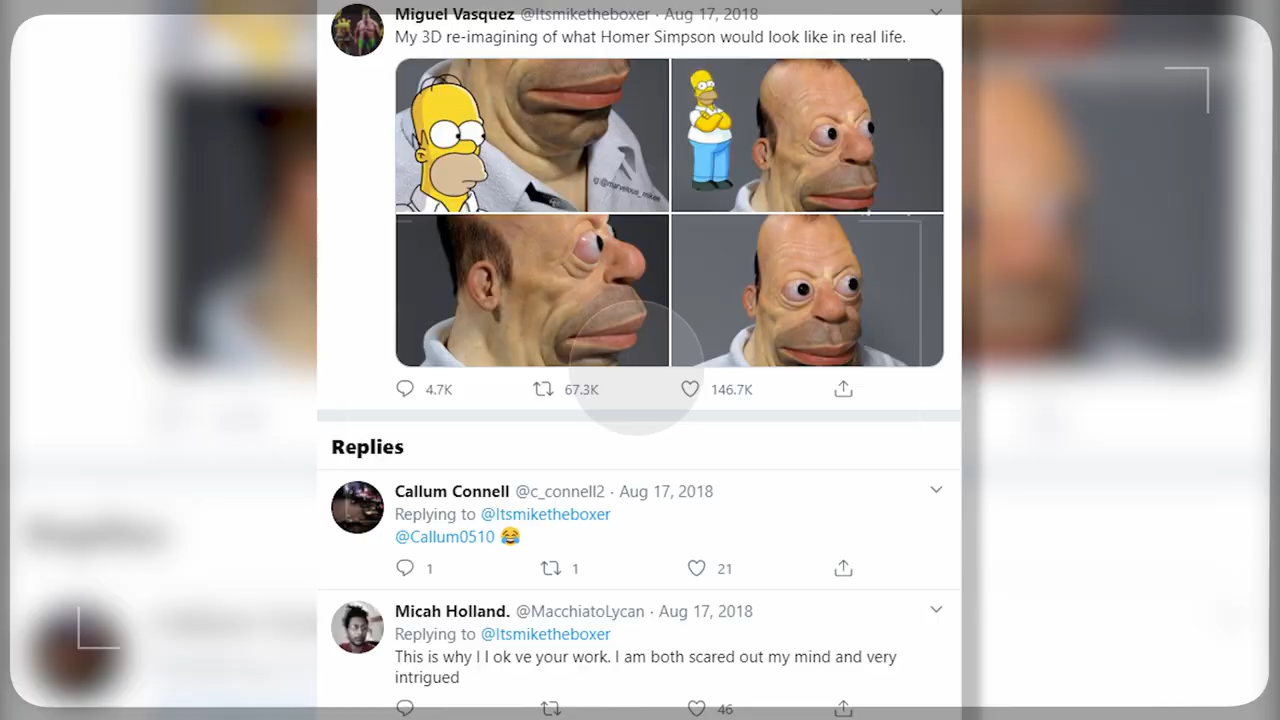 Miguel Vasquez @Itsmiketheboxer · Aug 17, 2018
My 3D re-imagining of what Homer Simpson would look like in real life.
ig:@marvelous_mikee
4.7K 67.3K 146.7K
Replies
Callum Connell @c_connell2 · Aug 17, 2018
Replying to @Itsmiketheboxer
@Callum0510 😂
1 1 21
Micah Holland. @MacchiatoLycan · Aug 17, 2018
Replying to @Itsmiketheboxer
This is why I l ok ve your work. I am both scared out my mind and very
intrigued
46